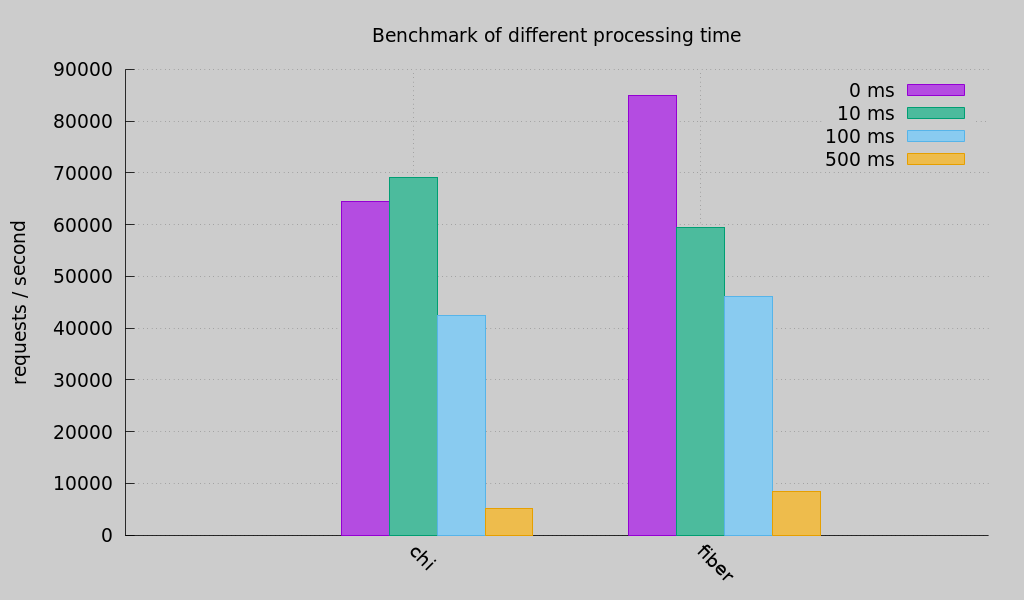 Benchmark of different processing time
90000
80000
70000
60000
50000
40000
30000
20000
10000
0
requests / second
0 ms
10 ms
100 ms
500 ms
chi
fiber